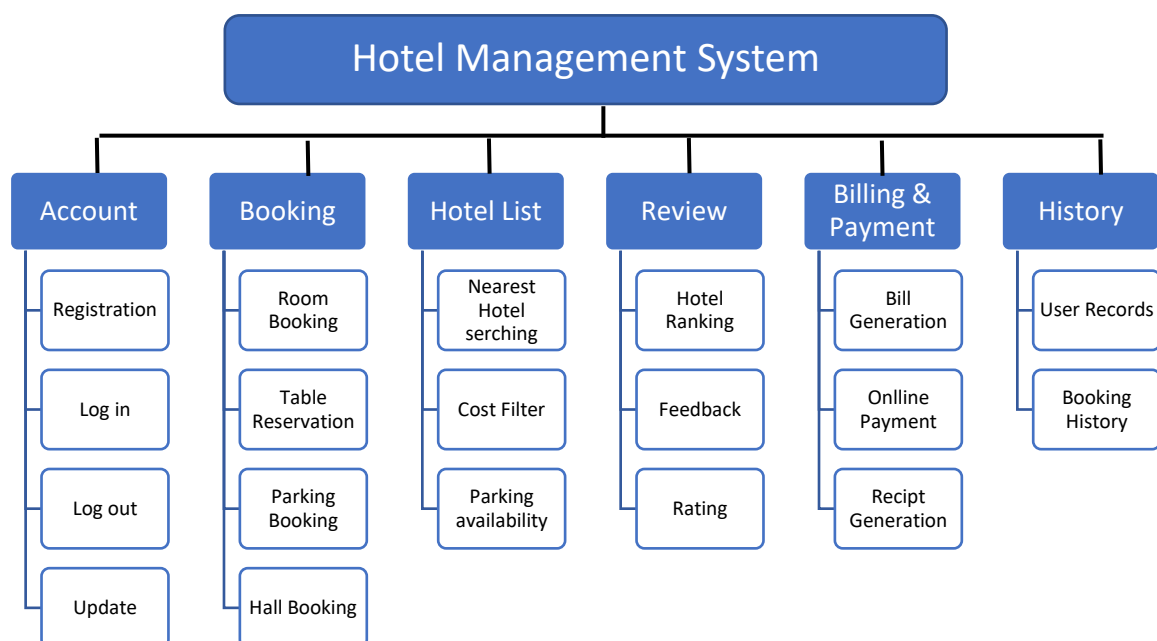 Hotel Management System
Account
Registration
Log in
Log out
Update
Booking
Room
Booking
Table
Reservation
Parking
Booking
Hall Booking
Hotel List
Nearest
Hotel
serching
Cost Filter
Parking
availability
Review
Hotel
Ranking
Feedback
Rating
Billing &
Payment
Bill
Generation
Onlline
Payment
Recipt
Generation
History
User Records
Booking
History